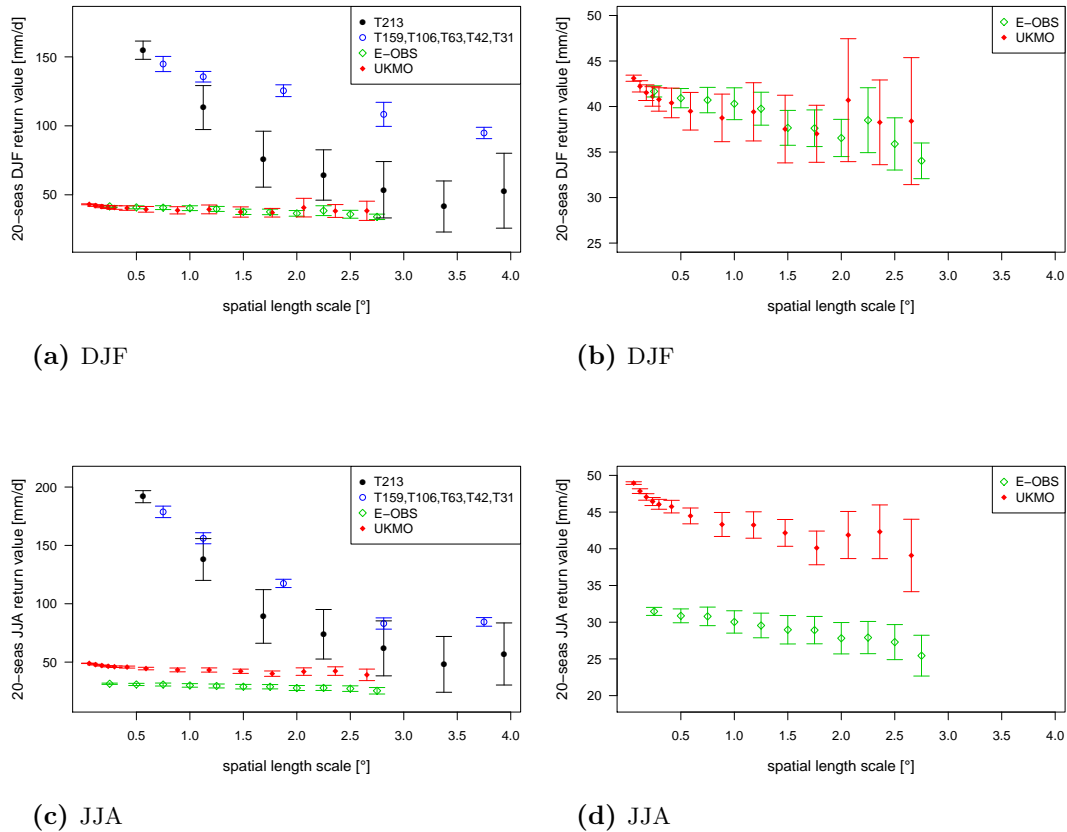 20−seas DJF return value [mm/d]
150
100
50
T213
T159,T106,T63,T42,T31
E−OBS
UKMO
0.5 1.0 1.5 2.0 2.5 3.0 3.5 4.0
spatial length scale [°]
(a) DJF
20−seas DJF return value [mm/d]
50
45
40
35
30
25
E−OBS
UKMO
0.5 1.0 1.5 2.0 2.5 3.0 3.5 4.0
spatial length scale [°]
(b) DJF
20−seas JJA return value [mm/d]
200
150
100
50
T213
T159,T106,T63,T42,T31
E−OBS
UKMO
0.5 1.0 1.5 2.0 2.5 3.0 3.5 4.0
spatial length scale [°]
(c) JJA
20−seas JJA return value [mm/d]
50
45
40
35
30
25
20
E−OBS
UKMO
0.5 1.0 1.5 2.0 2.5 3.0 3.5 4.0
spatial length scale [°]
(d) JJA